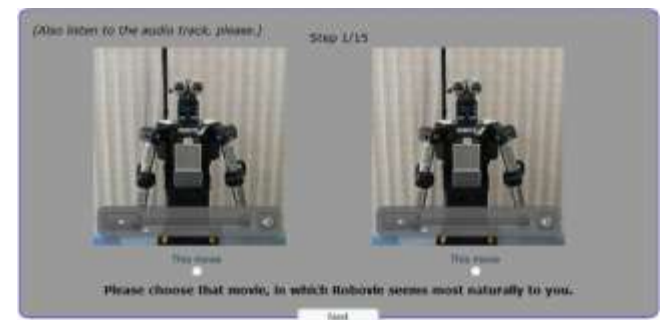 (Also listen to the audio track, please.)
Step 1/15
This movie
This movie
Please choose that movie, in which Robovie seems most naturally to you.